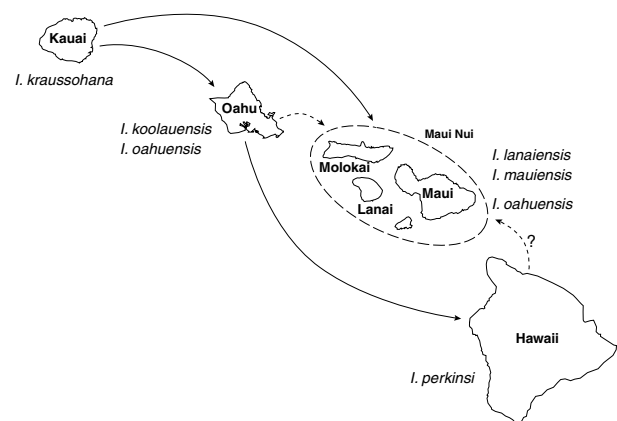 Kauai
I. kraussohana
Oahu
I. koolauensis
I. oahuensis
Maui Nui
Molokai
Lanai
Maui
I. lanaiensis
I. mauiensis
I. oahuensis
?
Hawaii
I. perkinsi